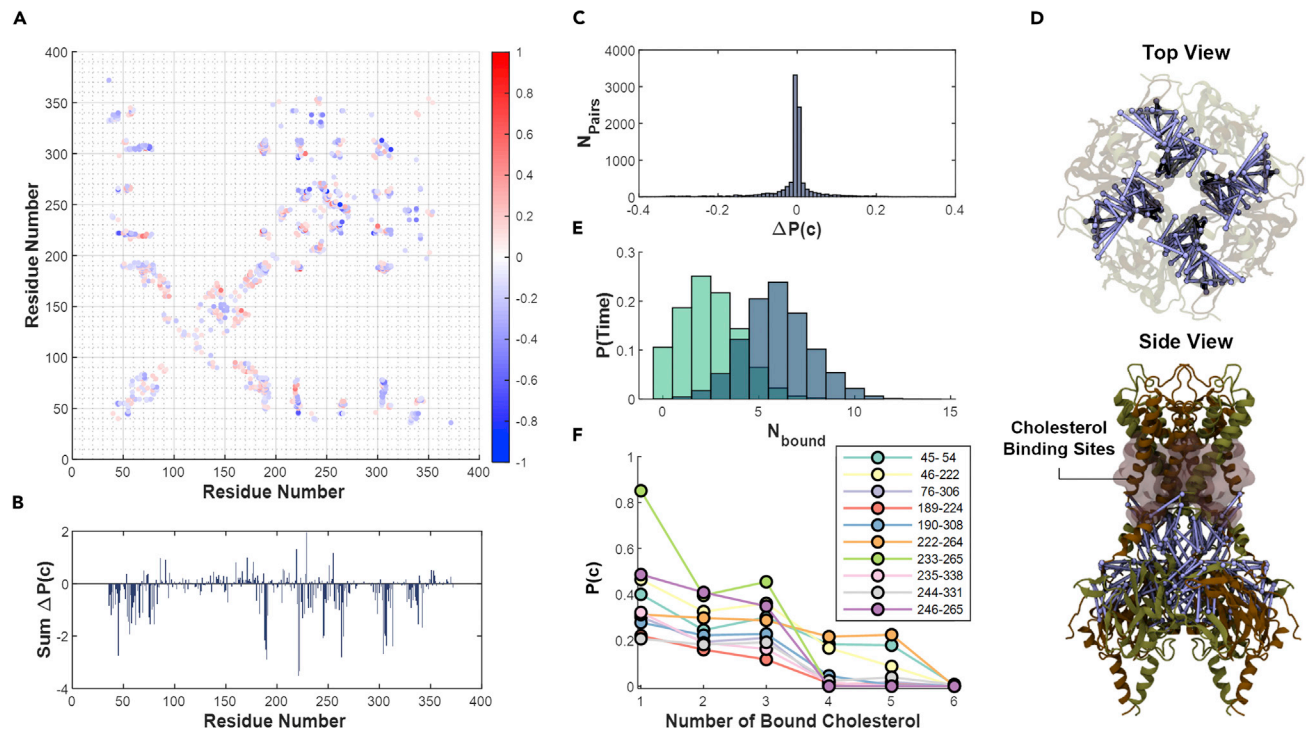 A
400
350
300
250
200
150
100
50
0
0 50 100 150 200 250 300 350 400
Residue Number
Residue Number
1
0.8
0.6
0.4
0.2
0
-0.2
-0.4
-0.6
-0.8
-1
B
2
0
-2
-4
Sum ΔP(c)
0 50 100 150 200 250 300 350 400
Residue Number
C
4000
3000
2000
1000
0
N_Pairs
-0.4 -0.2 0 0.2 0.4
ΔP(c)
E
0.3
0.2
0.1
0
P(Time)
0 5 10 15
N_bound
F
1
0.8
0.6
0.4
0.2
0
P(c)
45- 54
46-222
76-306
189-224
190-308
222-264
233-265
235-338
244-331
246-265
1 2 3 4 5 6
Number of Bound Cholesterol
D
Top View
Side View
Cholesterol
Binding Sites